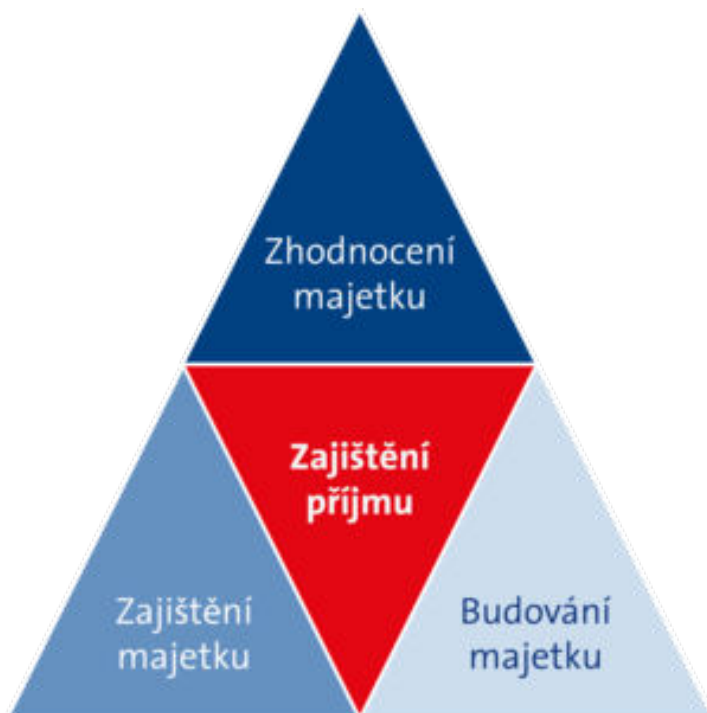 Zhodnocení
majetku
Zajištění
příjmu
Zajištění
majetku
Budování
majetku